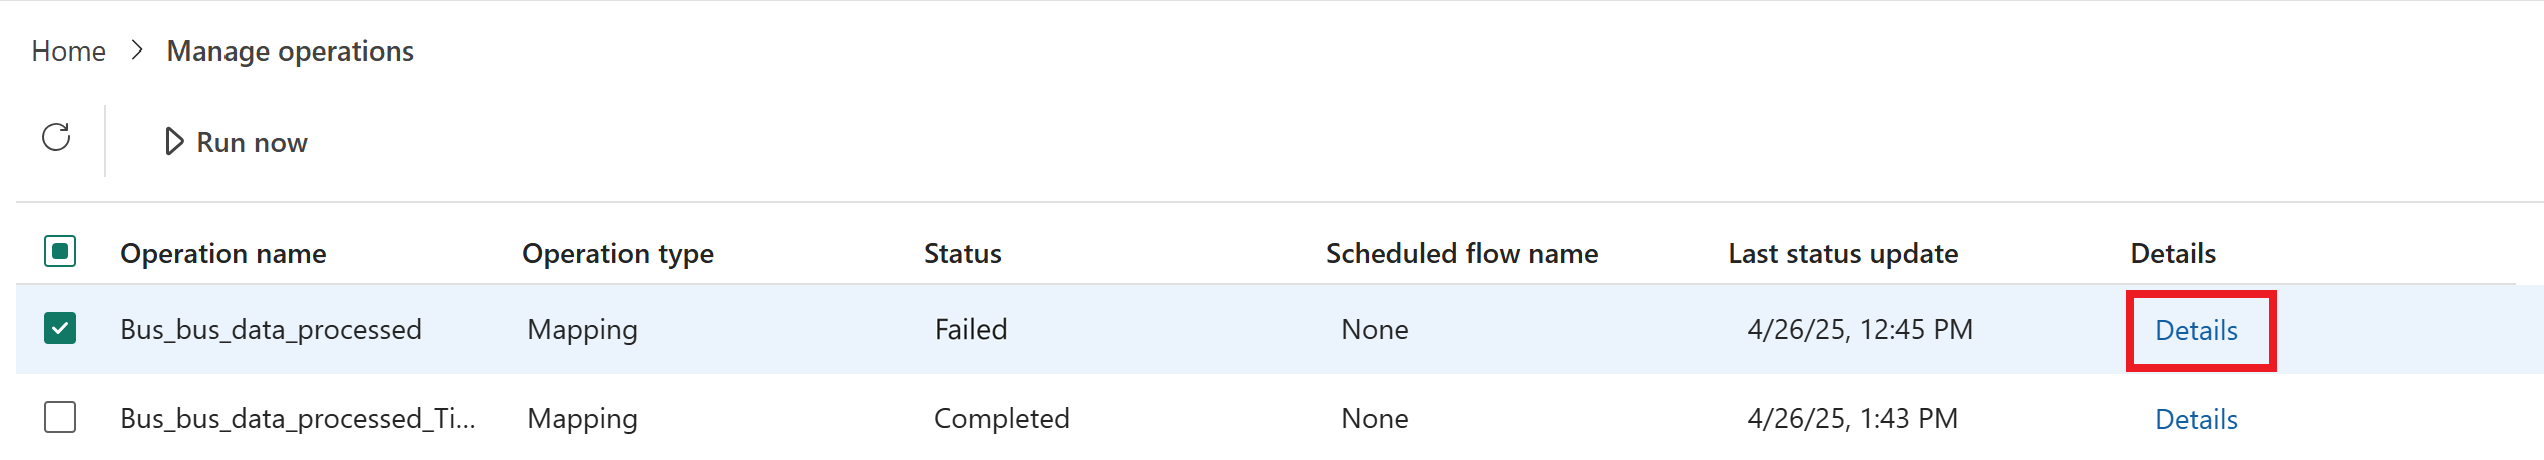 Home > Manage operations
Run now
Operation name Operation type Status Scheduled flow name Last status update Details
Bus_bus_data_processed Mapping Failed None 4/26/25, 12:45 PM Details
Bus_bus_data_processed_Ti... Mapping Completed None 4/26/25, 1:43 PM Details